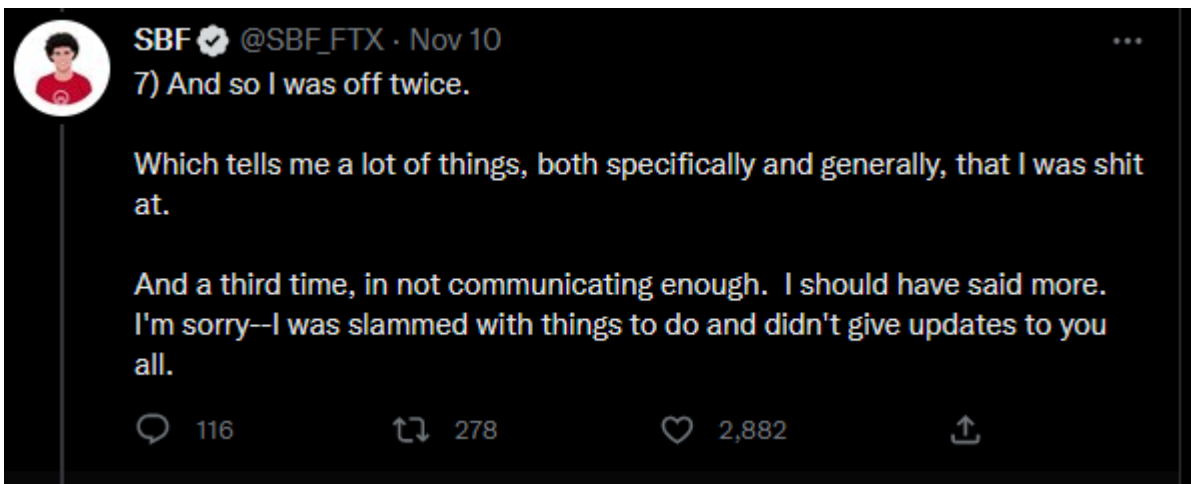 SBF @SBF_FTX · Nov 10
7) And so I was off twice.
Which tells me a lot of things, both specifically and generally, that I was shit
at.
And a third time, in not communicating enough.  I should have said more.
I'm sorry--I was slammed with things to do and didn't give updates to you
all.
116 278 2,882